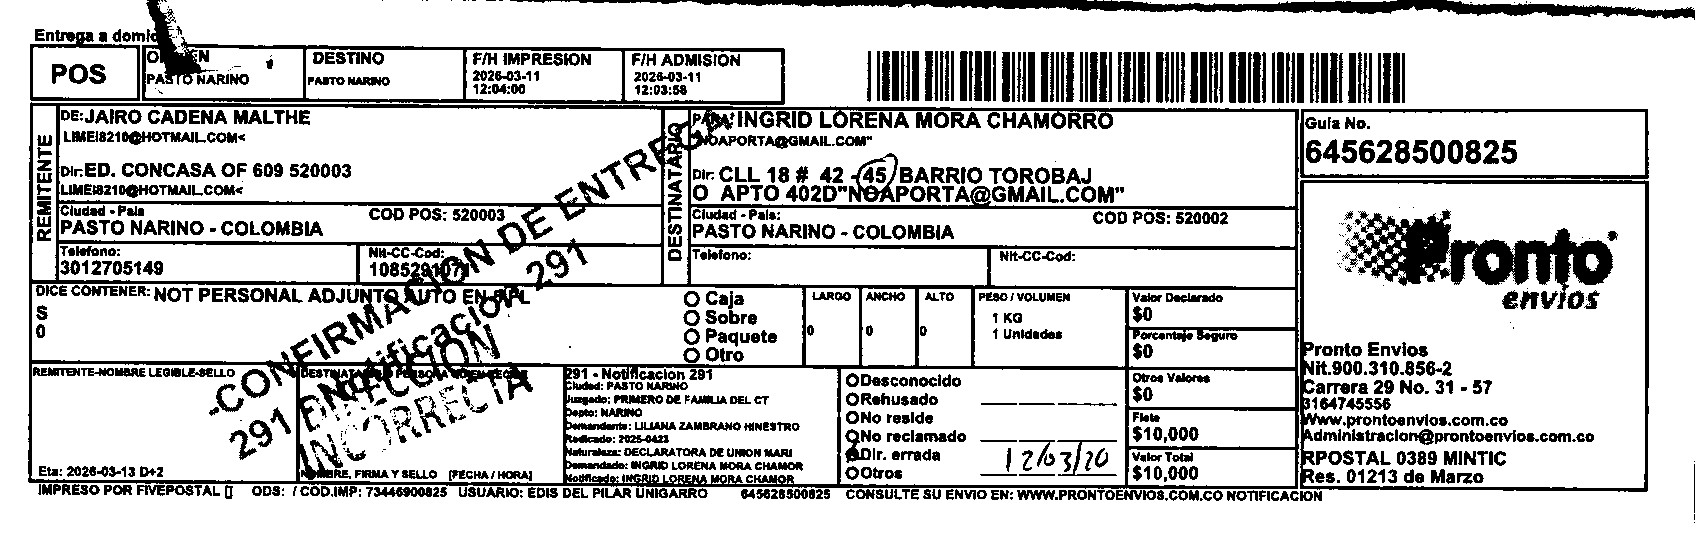 Entrega a domic
POS
PASTO NARINO
DESTINO
PASTO NARINO
F/H IMPRESION
2026-03-11
12:04:00
F/H ADMISION
2026-03-11
12:03:58
REMITENTE
DE:JAIRO CADENA MALTHE
LIMEI8210@HOTMAIL.COM<
Dir:ED. CONCASA OF 609 520003
LIMEI8210@HOTMAIL.COM<
Ciudad - Pais
COD POS: 520003
PASTO NARINO - COLOMBIA
Telefono:
3012705149
Nit-CC-Cod:
DESTINATARIO
INGRID LORENA MORA CHAMORRO
NOAPORTA@GMAIL.COM"
Dir: CLL 18 # 42 -45 BARRIO TOROBAJ
O APTO 402D"NOAPORTA@GMAIL.COM"
Ciudad - Pais:
COD POS: 520002
PASTO NARINO - COLOMBIA
Telefono:
Nit-CC-Cod:
Guia No.
645628500825
DICE CONTENER: NOT PERSONAL ADJUNTO AUTO EN
S
0
Caja
Sobre
Paquete
Otro
LARGO
0
ANCHO
0
ALTO
0
PESO / VOLUMEN
1 KG
1 Unidades
Valor Declarado
$0
Porcentaje Seguro
$0
Otros Valores
$0
Flete
$10,000
Valor Total
$10,000
-CONFIRMACION DE ENTREGA
291 Notificacion 291
DIRECCION
INCORRECTA
REMITENTE-NOMBRE LEGIBLE-SELLO
Eta: 2026-03-13 D+2
NOMBRE, FIRMA Y SELLO [FECHA / HORA]
291 - Notificacion 291
Ciudad: PASTO NARINO
Juzgado: PRIMERO DE FAMILIA DEL CT
Depto: NARINO
Demandante: LILIANA ZAMBRANO HINESTRO
Radicado: 2025-0423
Naturaleza: DECLARATORA DE UNION MARI
Demandado: INGRID LORENA MORA CHAMOR
Notificado: INGRID LORENA MORA CHAMOR
Desconocido
Rehusado
No reside
No reclamado
Dir. errada
Otros
12/03/20
Pronto
envíos
Pronto Envios
Nit.900.310.856-2
Carrera 29 No. 31 - 57
3164745556
Www.prontoenvios.com.co
Administracion@prontoenvios.com.co
RPOSTAL 0389 MINTIC
Res. 01213 de Marzo
IMPRESO POR FIVEPOSTAL [] ODS: / COD.IMP: 73446900825 USUARIO: EDIS DEL PILAR UNIGARRO 645628500825 CONSULTE SU ENVIO EN: WWW.PRONTOENVIOS.COM.CO NOTIFICACION